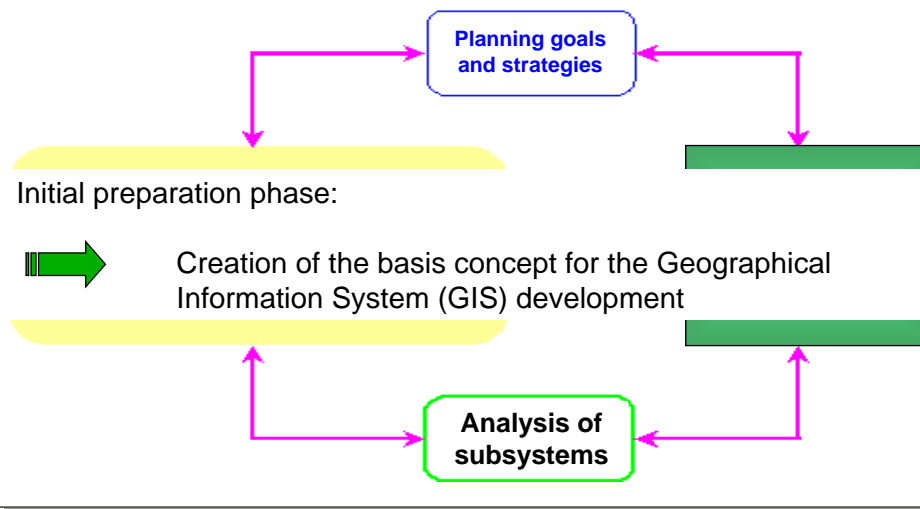 Planning goals
and strategies
Initial preparation phase:
Creation of the basis concept for the Geographical
Information System (GIS) development
Analysis of
subsystems